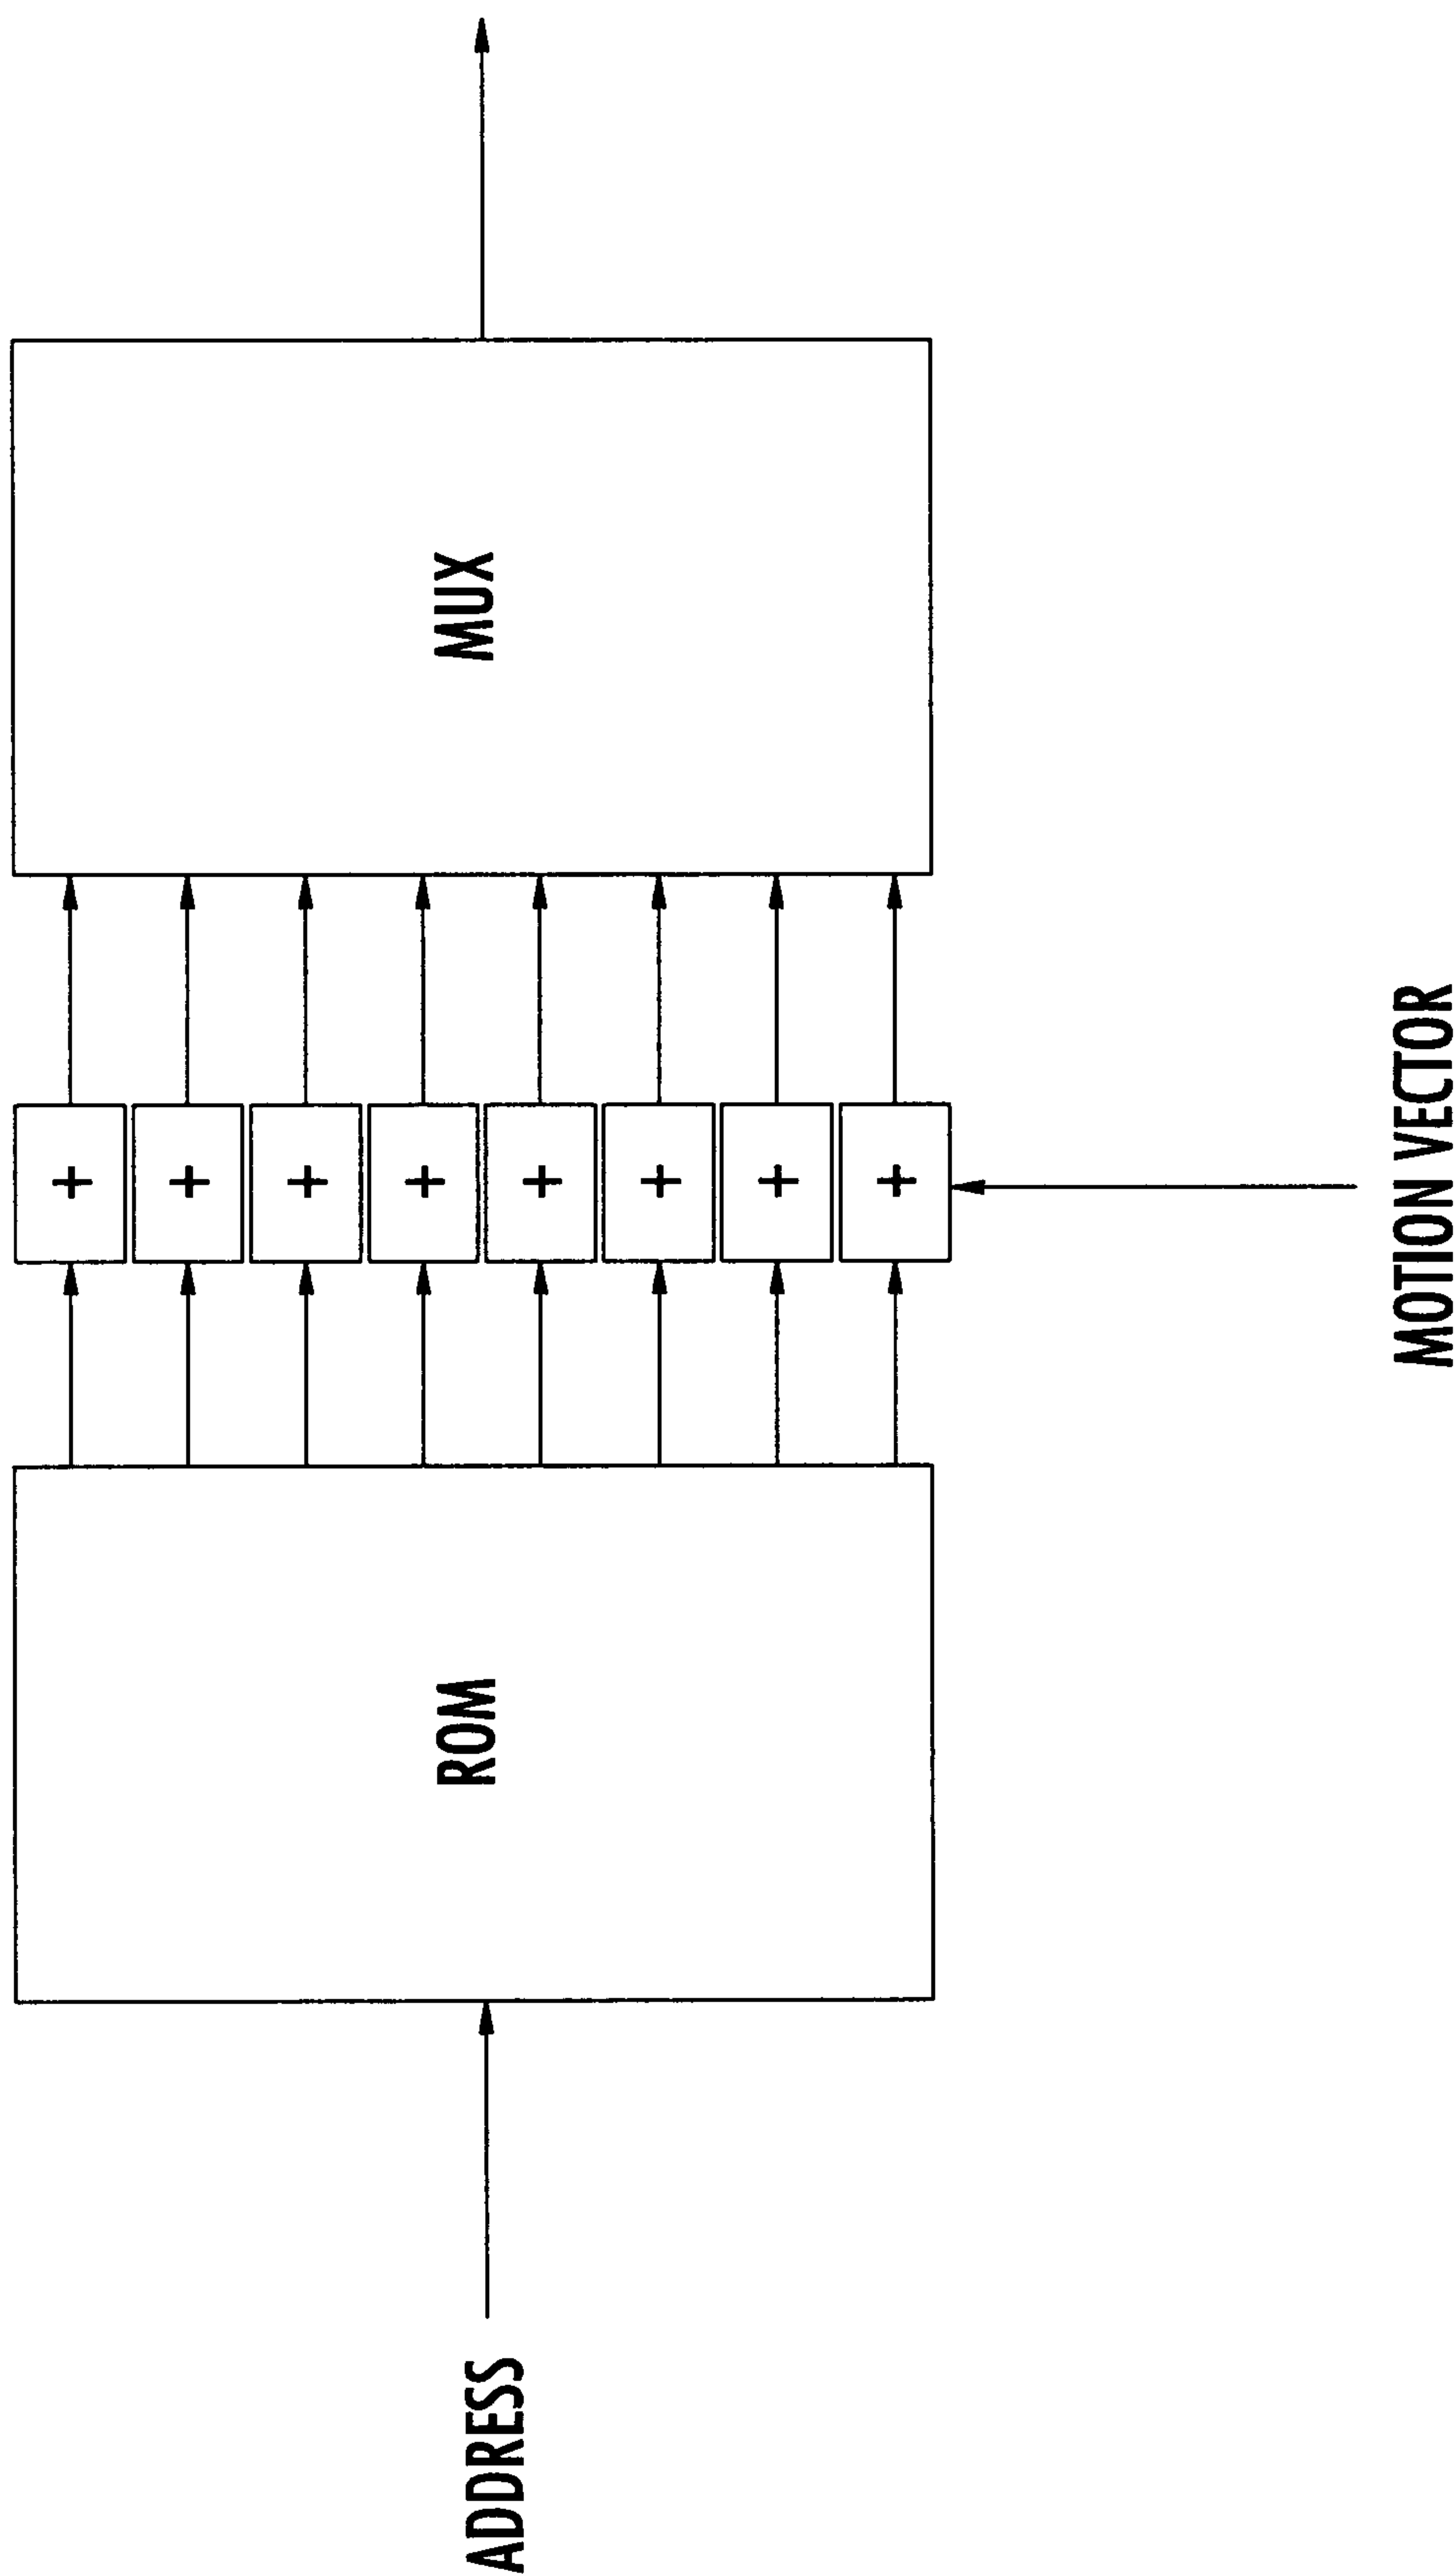 ADDRESS
ROM
+
+
+
+
+
+
+
+
MOTION VECTOR
MUX